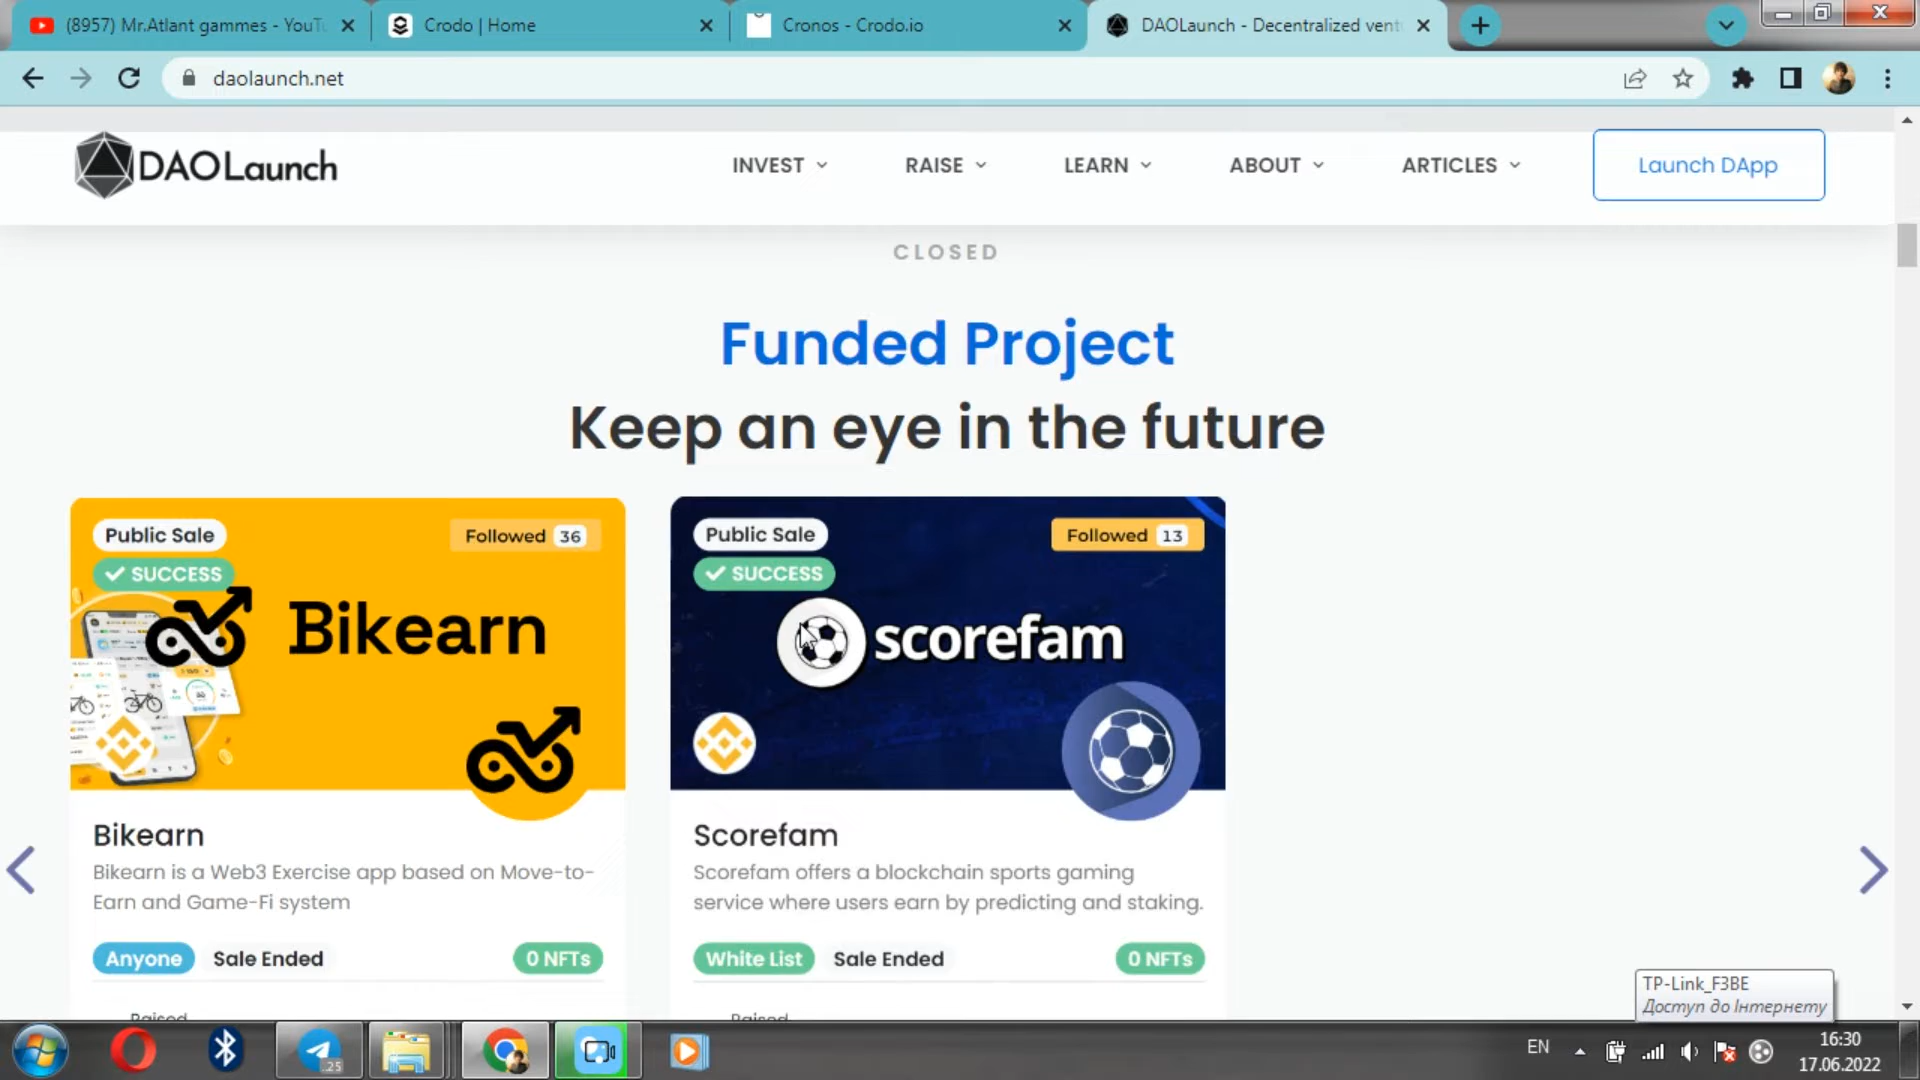 (8957) Mr.Atlant gammes - YouTu
Crodo | Home
Cronos - Crodo.io
DAOLaunch - Decentralized vent
daolaunch.net
DAOLaunch
INVEST
RAISE
LEARN
ABOUT
ARTICLES
Launch DApp
CLOSED
Funded Project
Keep an eye in the future
Public Sale
Followed 36
SUCCESS
Bikearn
Public Sale
Followed 13
SUCCESS
scorefam
Bikearn
Bikearn is a Web3 Exercise app based on Move-to-
Earn and Game-Fi system
Anyone
Sale Ended
0 NFTs
Scorefam
Scorefam offers a blockchain sports gaming
service where users earn by predicting and staking.
White List
Sale Ended
0 NFTs
Raised
Raised
TP-Link_F3BE
Доступ до Інтернету
.25
EN
16:30
17.06.2022